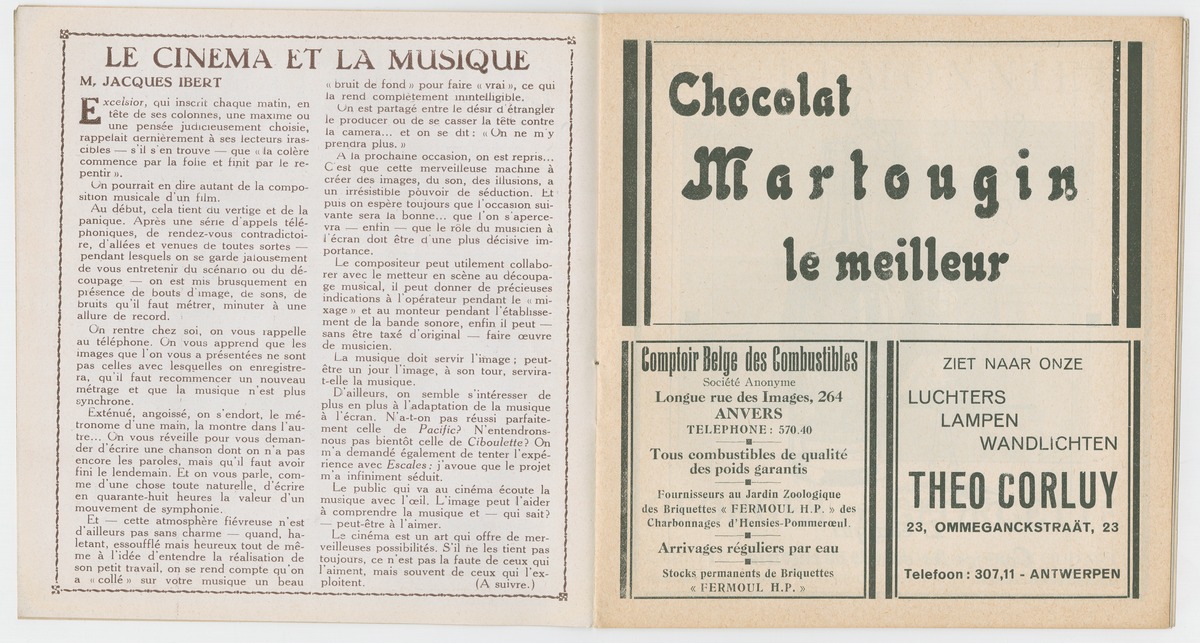 LE CINEMA ET LA MUSIQUE
M. JACQUES IBERT
Excelsior, qui inscrit chaque matin, en
tête de ses colonnes, une maxime ou
une pensée judicieusement choisie,
rappelait dernièrement à ses lecteurs iras-
cibles — s'il s'en trouve — que « la colère
commence par la folie et finit par le re-
pentir ».
On pourrait en dire autant de la compo-
sition musicale d'un film.
Au début, cela tient du vertige et de la
panique. Après une série d'appels télé-
phoniques, de rendez-vous contradictoi-
re, d'allées et venues de toutes sortes —
pendant lesquels on se garde jalousement
de vous entretenir du scénario ou du dé-
coupage — on est mis brusquement en
présence de bouts d'image, de sons, de
bruits qu'il faut métrer, minuter à une
allure de record.
On rentre chez soi, on vous rappelle
au téléphone. On vous apprend que les
images que l'on vous a présentées ne sont
pas celles avec lesquelles on enregistre-
ra, qu'il faut recommencer un nouveau
métrage et que la musique n'est plus
synchrone.
Exténué, angoissé, on s'endort, le mé-
tronome d'une main, la montre dans l'au-
tre... On vous réveille pour vous deman-
der d'écrire une chanson dont on n'a pas
encore les paroles, mais qu'il faut avoir
fini le lendemain. Et on vous parle, com-
me d'une chose toute naturelle, d'écrire
en quarante-huit heures la valeur d'un
mouvement de symphonie.
Et — cette atmosphère fiévreuse n'est
d'ailleurs pas sans charme — quand, ha-
letant, essoufflé mais heureux tout de mê-
me à l'idée d'entendre la réalisation de
son petit travail, on se rend compte qu'on
a « collé » sur votre musique un beau
« bruit de fond » pour faire « vrai », ce qui
la rend complètement inintelligible.
On est partagé entre le désir d'étrangler
le producer ou de se casser la tête contre
la camera... et on se dit : « On ne m'y
prendra plus. »
A la prochaine occasion, on est repris...
C'est que cette merveilleuse machine à
créer des images, du son, des illusions, a
un irrésistible pouvoir de séduction. Et
puis on espère toujours que l'occasion sui-
vante sera la bonne... que l'on s'aperce-
vra — enfin — que le rôle du musicien à
l'écran doit être d'une plus décisive im-
portance.
Le compositeur peut utilement collabo-
rer avec le metteur en scène au découpa-
ge musical, il peut donner de précieuses
indications à l'opérateur pendant le « mi-
xage » et au monteur pendant l'établisse-
ment de la bande sonore, enfin il peut —
sans être taxé d'original — faire œuvre
de musicien.
La musique doit servir l'image ; peut-
être un jour l'image, à son tour, servira-
t-elle la musique.
D'ailleurs, on semble s'intéresser de
plus en plus à l'adaptation de la musique
à l'écran. N'a-t-on pas réussi parfaite-
ment celle de Pacific? N'entendrons-
nous pas bientôt celle de Ciboulette? On
m'a demandé également de tenter l'expé-
rience avec Escales; j'avoue que le projet
m'a infiniment séduit.
Le public qui va au cinéma écoute la
musique avec l'œil. L'image peut l'aider
à comprendre la musique et — qui sait?
— peut-être à l'aimer.
Le cinéma est un art qui offre de mer-
veilleuses possibilités. S'il ne les tient pas
toujours, ce n'est pas la faute de ceux qui
l'aiment, mais souvent de ceux qui l'ex-
ploitent. (A suivre.)
Chocolat
Martougin
le meilleur
Comptoir Belge des Combustibles
Société Anonyme
Longue rue des Images, 264
ANVERS
TELEPHONE : 570.40
Tous combustibles de qualité
des poids garantis
Fournisseurs au Jardin Zoologique
des Briquettes « FERMOUL H.P. » des
Charbonnages d'Hensies-Pommerœul.
Arrivages réguliers par eau
Stocks permanents de Briquettes
« FERMOUL H.P. »
ZIET NAAR ONZE
LUCHTERS
LAMPEN
WANDLICHTEN
THEO CORLUY
23, OMMEGANCKSTRAÄT, 23
Telefoon : 307,11 - ANTWERPEN